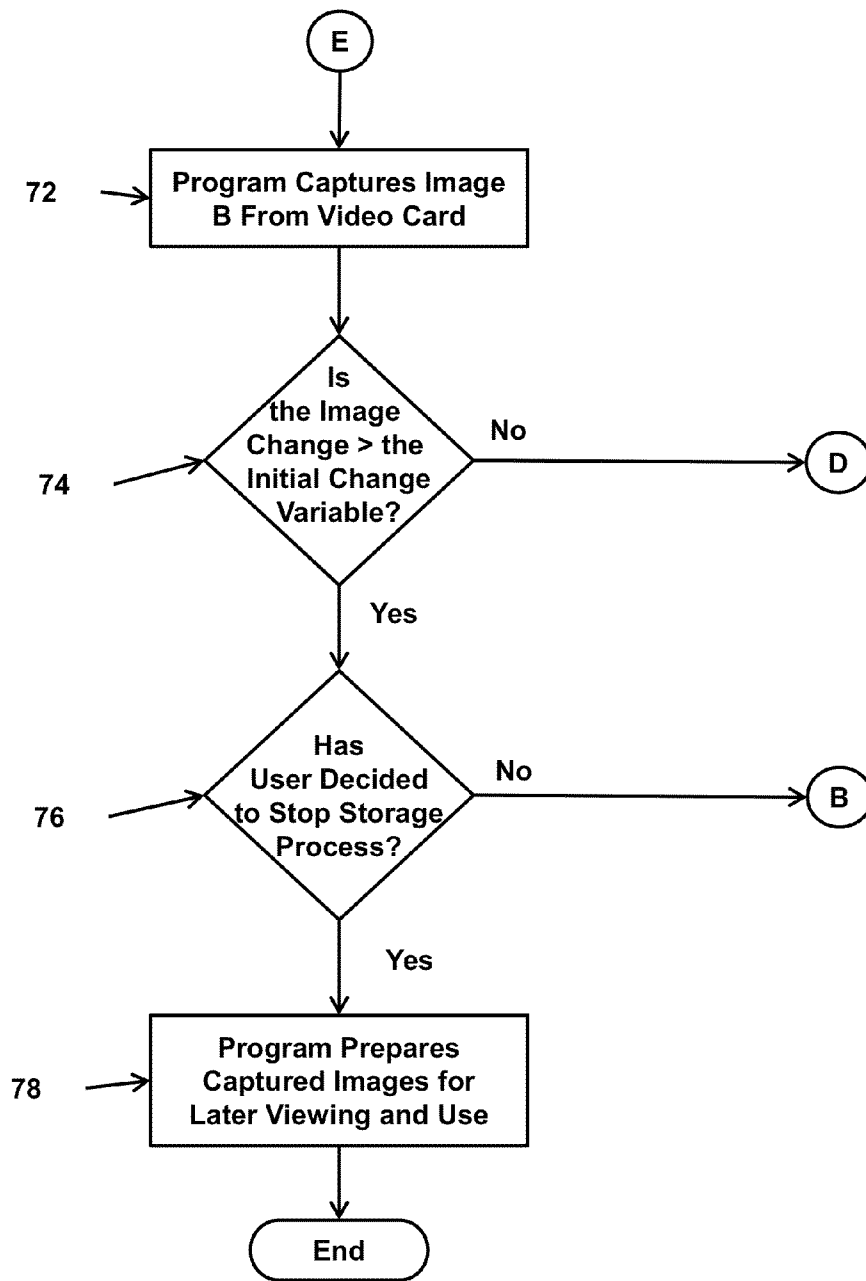 E
72
Program Captures Image
B From Video Card
74
Is
the Image
Change > the
Initial Change
Variable?
No
D
Yes
76
Has
User Decided
to Stop Storage
Process?
No
B
Yes
78
Program Prepares
Captured Images for
Later Viewing and Use
End